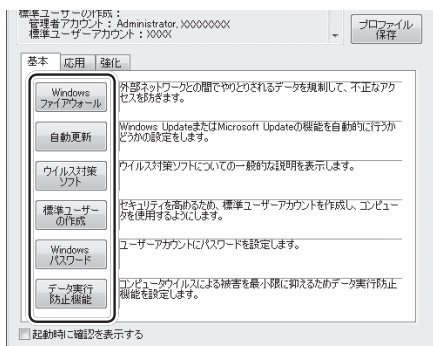 標準ユーザーの作成：
管理者アカウント：Administrator, XXXXXXXX
標準ユーザーアカウント：XXXX
プロファイル
保存
基本
応用
強化
Windows
ファイアウォール
外部ネットワークとの間でやりとりされるデータを規制して、不正なアク
セスを防ぎます。
自動更新
Windows UpdateまたはMicrosoft Updateの機能を自動的に行うか
どうかの設定をします。
ウイルス対策
ソフト
ウイルス対策ソフトについての一般的な説明を表示します。
標準ユーザー
の作成
セキュリティを高めるため、標準ユーザーアカウントを作成し、コンピュー
タを使用するようにします。
Windows
パスワード
ユーザーアカウントにパスワードを設定します。
データ実行
防止機能
コンピュータウイルスによる被害を最小限に抑えるためデータ実行防止
機能を設定します。
起動時に確認を表示する